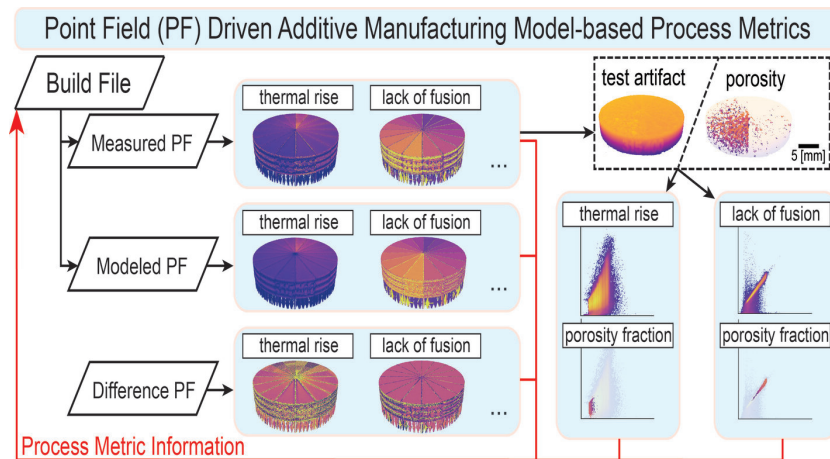 Point Field (PF) Driven Additive Manufacturing Model-based Process Metrics
Build File
Measured PF
thermal rise
lack of fusion
...
test artifact
porosity
5 [mm]
Modeled PF
thermal rise
lack of fusion
...
thermal rise
lack of fusion
porosity fraction
porosity fraction
Difference PF
thermal rise
lack of fusion
...
Process Metric Information